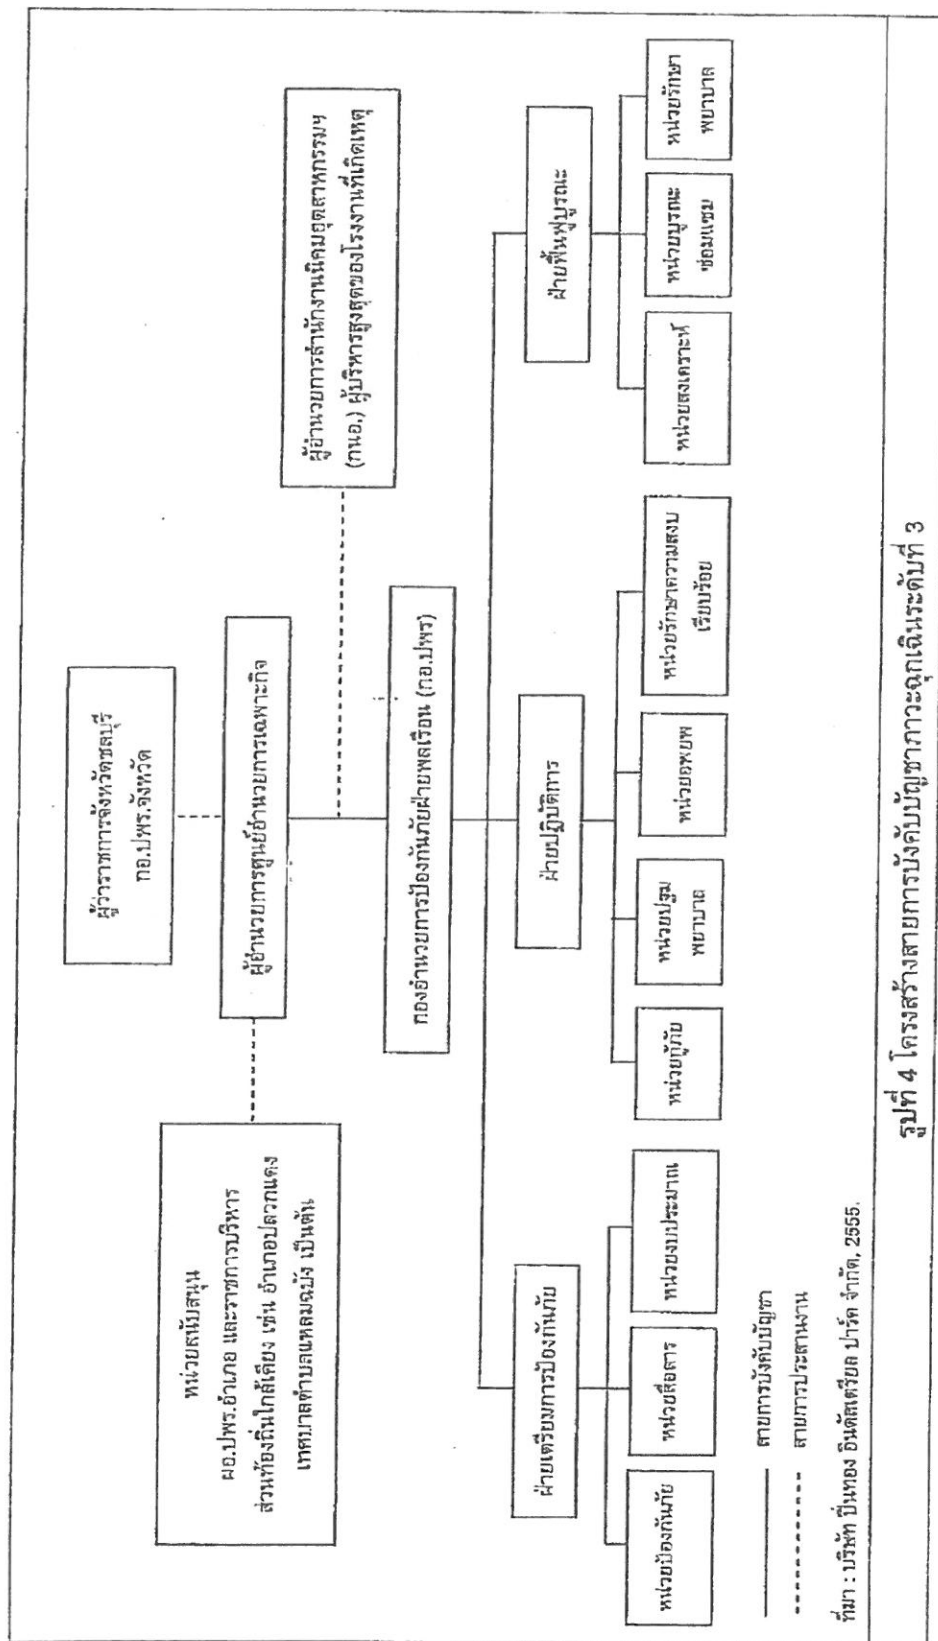 ผู้ว่าราชการจังหวัดชลบุรี
กอ.ปพร.จังหวัด
ผู้อำนวยการศูนย์อำนวยการเฉพาะกิจ
หน่วยสนับสนุน
ผอ.ปพร.อำเภอ และราชการบริหาร
ส่วนท้องถิ่นใกล้เคียง เช่น อำเภอปลวกแดง
เทศบาลตำบลแหลมฉบัง เป็นต้น
ผู้อำนวยการสำนักงานนิคมอุตสาหกรรมฯ
(กนอ.) ผู้บริหารสูงสุดของโรงงานที่เกิดเหตุ
กองอำนวยการป้องกันภัยฝ่ายพลเรือน (กอ.ปพร)
ฝ่ายเตรียมการป้องกันภัย
ฝ่ายปฏิบัติการ
ฝ่ายฟื้นฟูบูรณะ
หน่วยป้องกันภัย
หน่วยสื่อสาร
หน่วยงบประมาณ
หน่วยกู้ภัย
หน่วยปฐม
พยาบาล
หน่วยอพยพ
หน่วยรักษาความสงบ
เรียบร้อย
หน่วยสงเคราะห์
หน่วยบูรณะ
ซ่อมแซม
หน่วยรักษา
พยาบาล
สายการบังคับบัญชา
สายการประสานงาน
ที่มา : บริษัท ปิ่นทอง อินดัสเตรียล ปาร์ค จำกัด, 2555.
รูปที่ 4 โครงสร้างสายการบังคับบัญชาภาวะฉุกเฉินระดับที่ 3